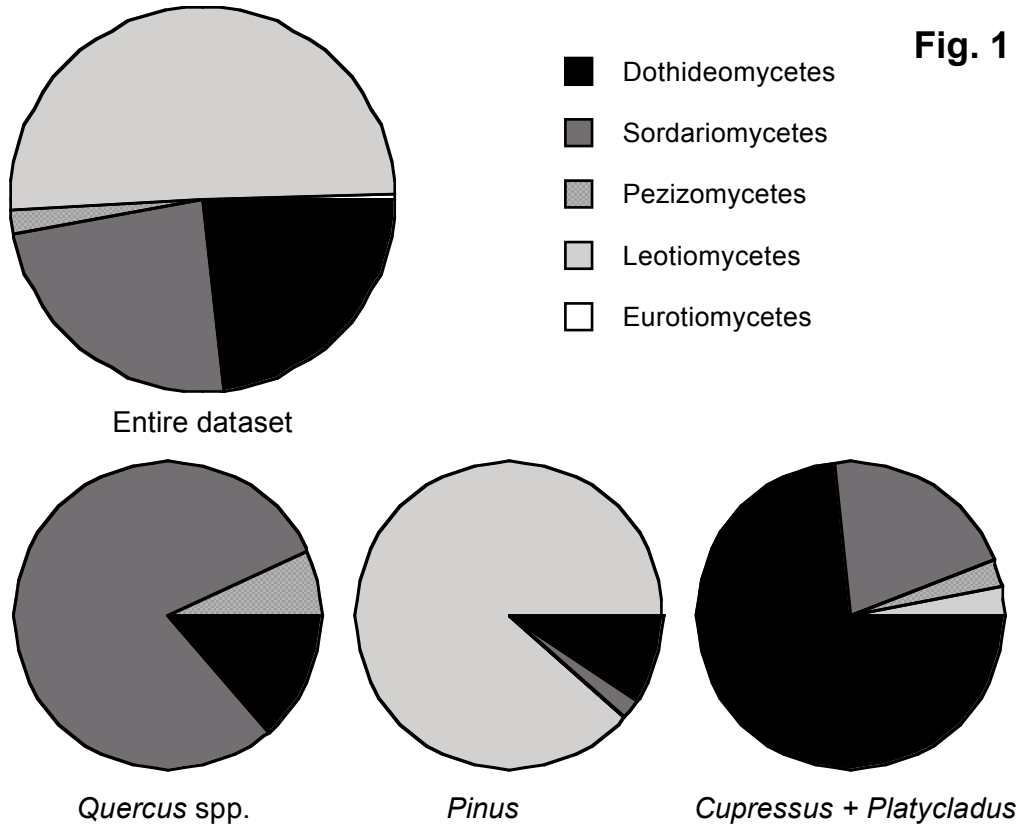 Fig. 1
Dothideomycetes
Sordariomycetes
Pezizomycetes
Leotiomycetes
Eurotiomycetes
Entire dataset
Quercus spp.
Pinus
Cupressus + Platycladus